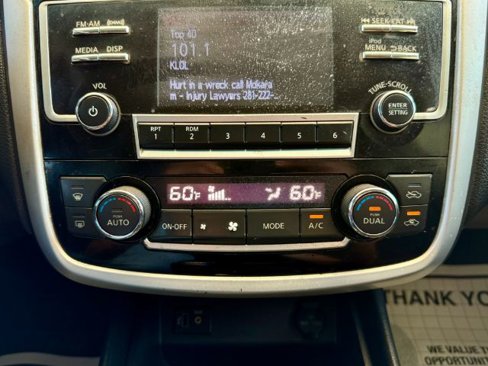 FM·AM
SEEK·CAT
Top 40
101.1
KLOL
MEDIA DISP
iPod
MENU BACK
Hurt in a wreck call Mokara
m - Injury Lawyers 281-222-
VOL
TUNE·SCROLL
ENTER
SETTING
RPT RDM
1 2 3 4 5 6
60°F 60°F
PUSH
AUTO
ON·OFF
MODE
A/C
PUSH
DUAL
THANK YOU
WE VALUE